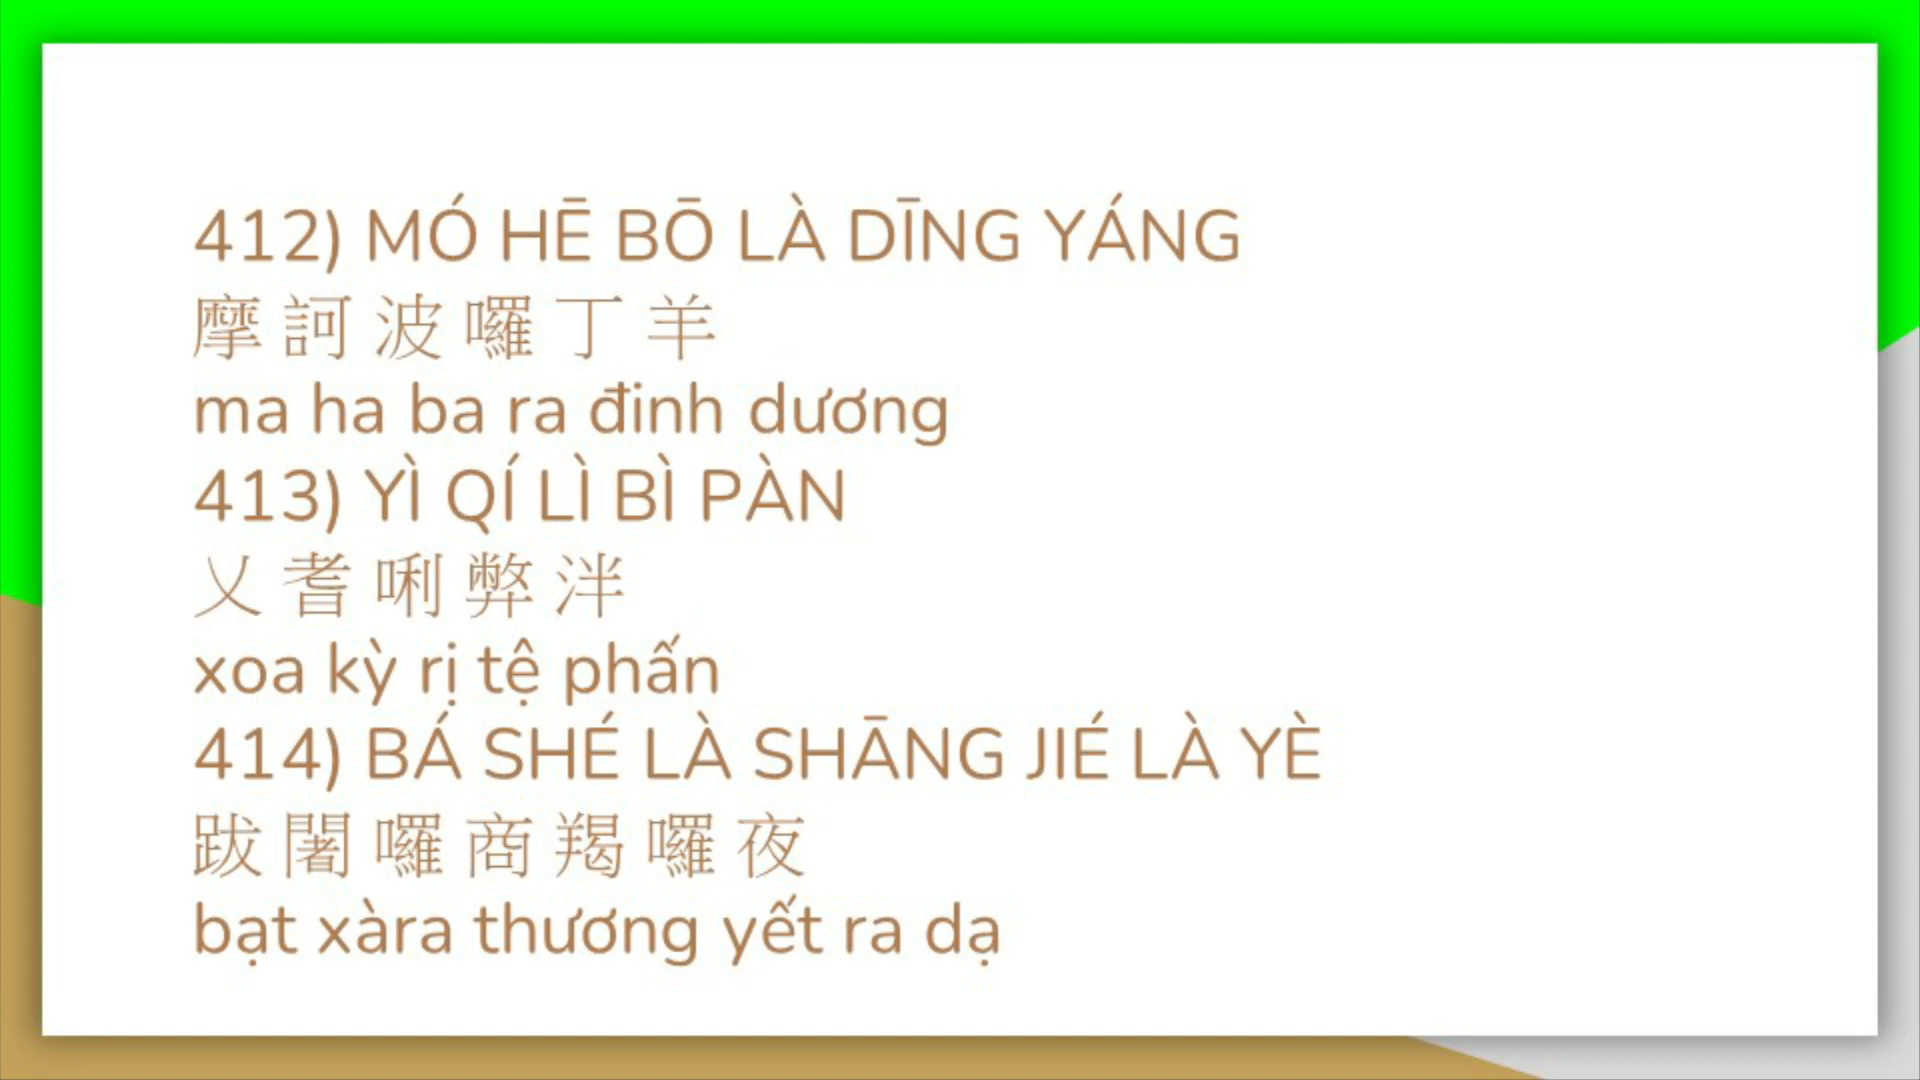 412) MÓ HĒ BŌ LÀ DĪNG YÁNG
摩 訶 波 囉 丁 羊
ma ha ba ra đinh dương
413) YÌ QÍ LÌ BÌ PÀN
乂 耆 唎 弊 泮
xoa kỳ rị tệ phấn
414) BÁ SHÉ LÀ SHĀNG JIÉ LÀ YÈ
跋 闍 囉 商 羯 囉 夜
bạt xàra thương yết ra dạ